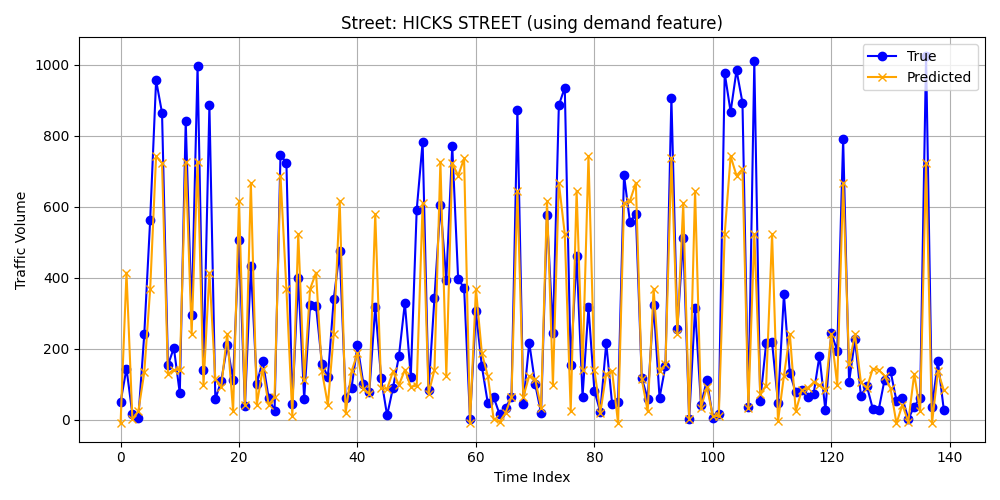 Street: HICKS STREET (using demand feature)
True
Predicted
Traffic Volume
1000
800
600
400
200
0
0 20 40 60 80 100 120 140
Time Index